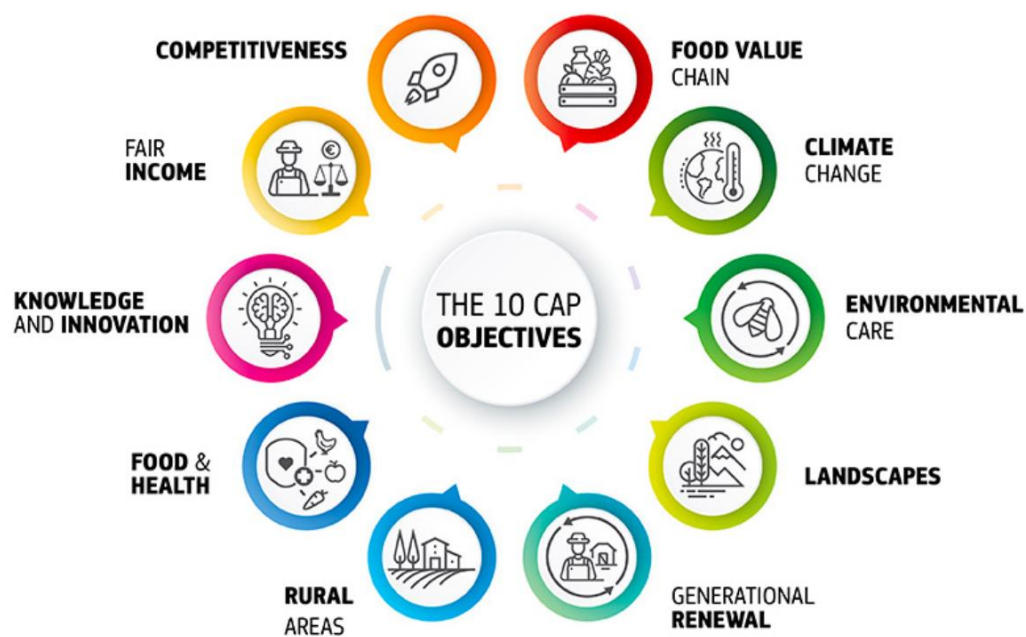 COMPETITIVENESS
FOOD VALUE
CHAIN
FAIR
INCOME
€
CLIMATE
CHANGE
KNOWLEDGE
AND INNOVATION
THE 10 CAP
OBJECTIVES
ENVIRONMENTAL
CARE
FOOD &
HEALTH
LANDSCAPES
RURAL
AREAS
GENERATIONAL
RENEWAL